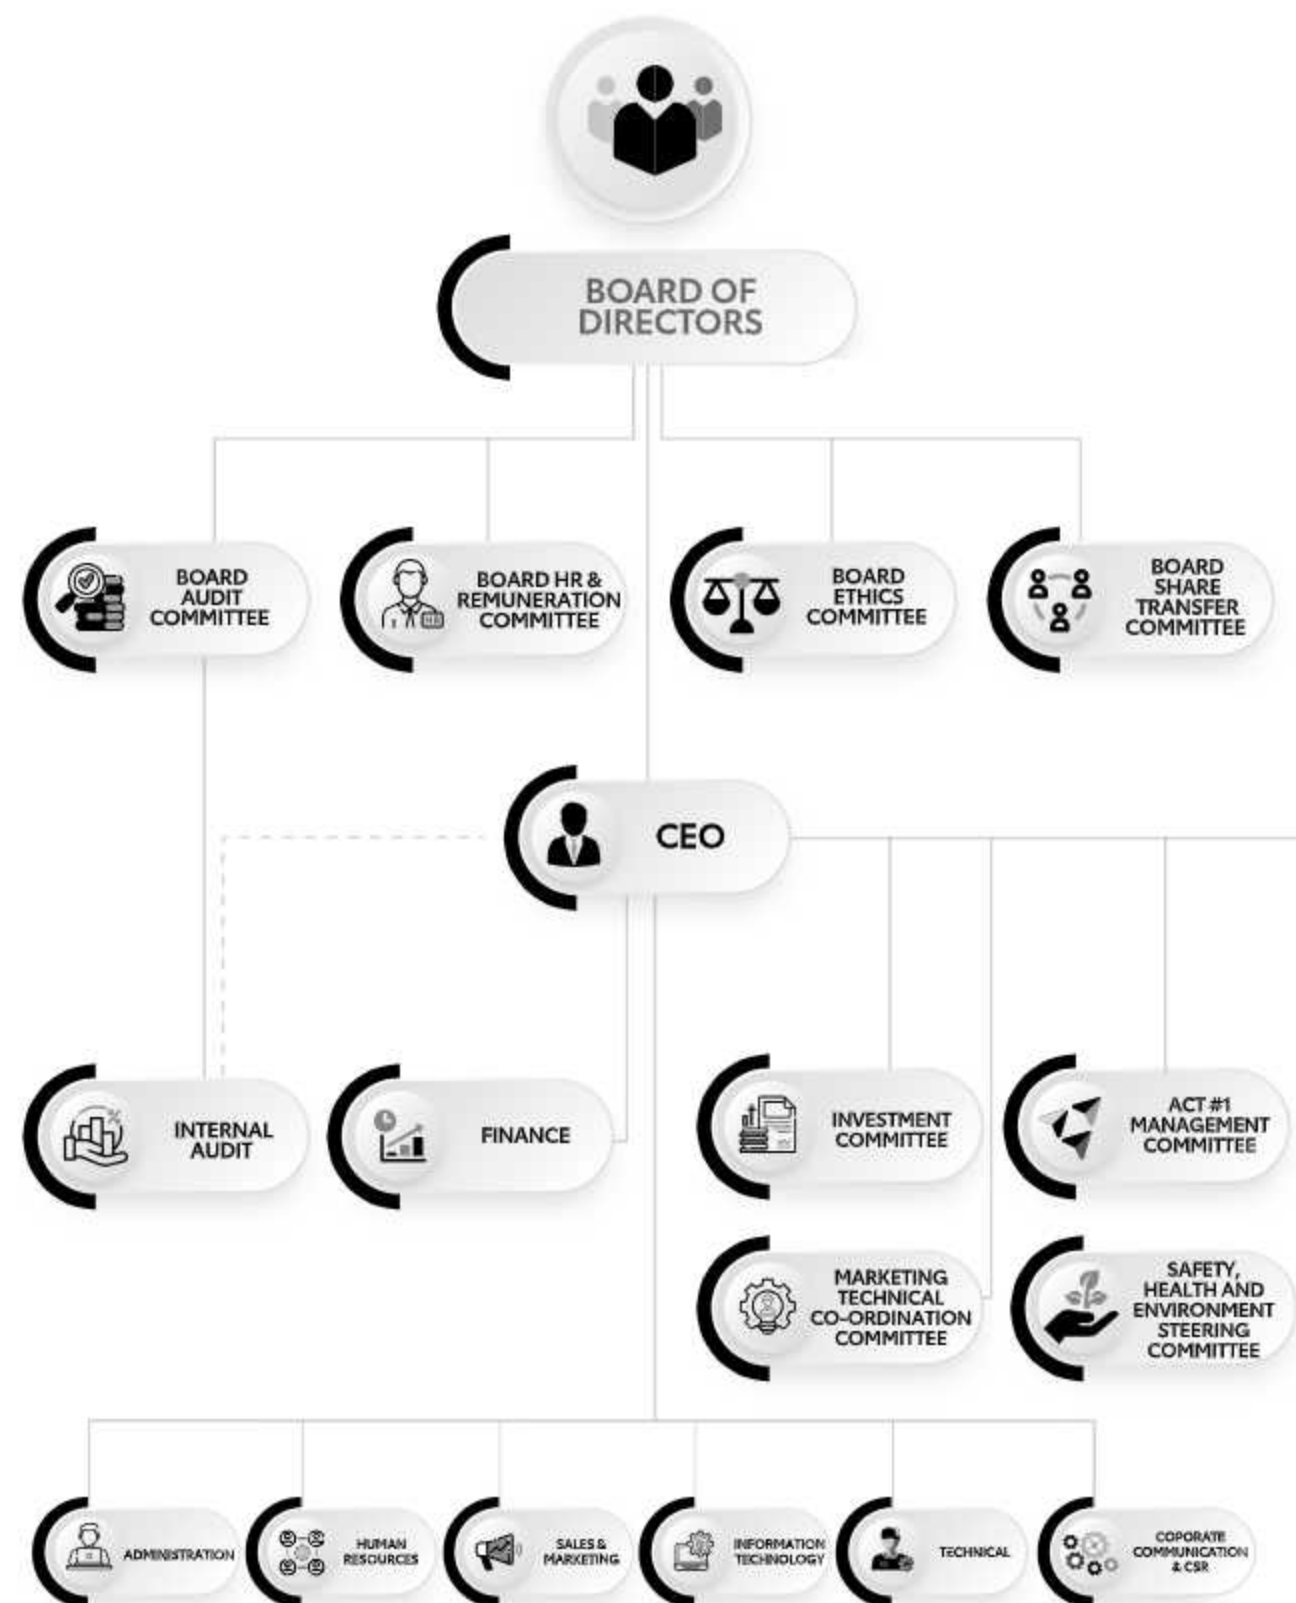 BOARD OF
DIRECTORS
BOARD
AUDIT
COMMITTEE
BOARD HR &
REMUNERATION
COMMITTEE
BOARD
ETHICS
COMMITTEE
BOARD
SHARE
TRANSFER
COMMITTEE
CEO
INTERNAL
AUDIT
FINANCE
INVESTMENT
COMMITTEE
ACT #1
MANAGEMENT
COMMITTEE
MARKETING
TECHNICAL
CO-ORDINATION
COMMITTEE
SAFETY,
HEALTH AND
ENVIRONMENT
STEERING
COMMITTEE
ADMINISTRATION
HUMAN
RESOURCES
SALES &
MARKETING
INFORMATION
TECHNOLOGY
TECHNICAL
COPORATE
COMMUNICATION
& CSR